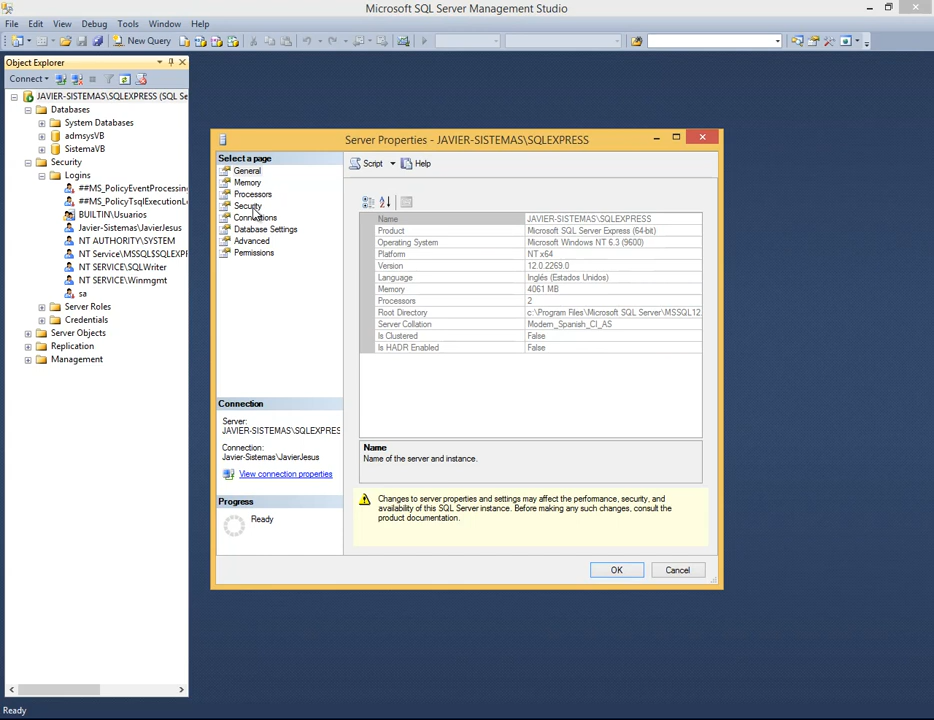 Microsoft SQL Server Management Studio
File Edit View Debug Tools Window Help
New Query
Object Explorer
Connect
JAVIER-SISTEMAS\SQLEXPRESS (SQL Se
Databases
System Databases
admsysVB
SistemaVB
Security
Logins
##MS_PolicyEventProcessin
##MS_PolicyTsqlExecutionL
BUILTIN\Usuarios
Javier-Sistemas\JavierJesus
NT AUTHORITY\SYSTEM
NT Service\MSSQL$SQLEXP
NT SERVICE\SQLWriter
NT SERVICE\Winmgmt
sa
Server Roles
Credentials
Server Objects
Replication
Management
Server Properties - JAVIER-SISTEMAS\SQLEXPRESS
Select a page
General
Memory
Processors
Security
Connections
Database Settings
Advanced
Permissions
Connection
Server:
JAVIER-SISTEMAS\SQLEXPRES
Connection:
Javier-Sistemas\JavierJesus
View connection properties
Progress
Ready
Script Help
Name JAVIER-SISTEMAS\SQLEXPRESS
Product Microsoft SQL Server Express (64-bit)
Operating System Microsoft Windows NT 6.3 (9600)
Platform NT x64
Version 12.0.2269.0
Language Inglés (Estados Unidos)
Memory 4061 MB
Processors 2
Root Directory c:\Program Files\Microsoft SQL Server\MSSQL12.
Server Collation Modern_Spanish_CI_AS
Is Clustered False
Is HADR Enabled False
Name
Name of the server and instance.
Changes to server properties and settings may affect the performance, security, and
availability of this SQL Server instance. Before making any such changes, consult the
product documentation.
OK Cancel
Ready